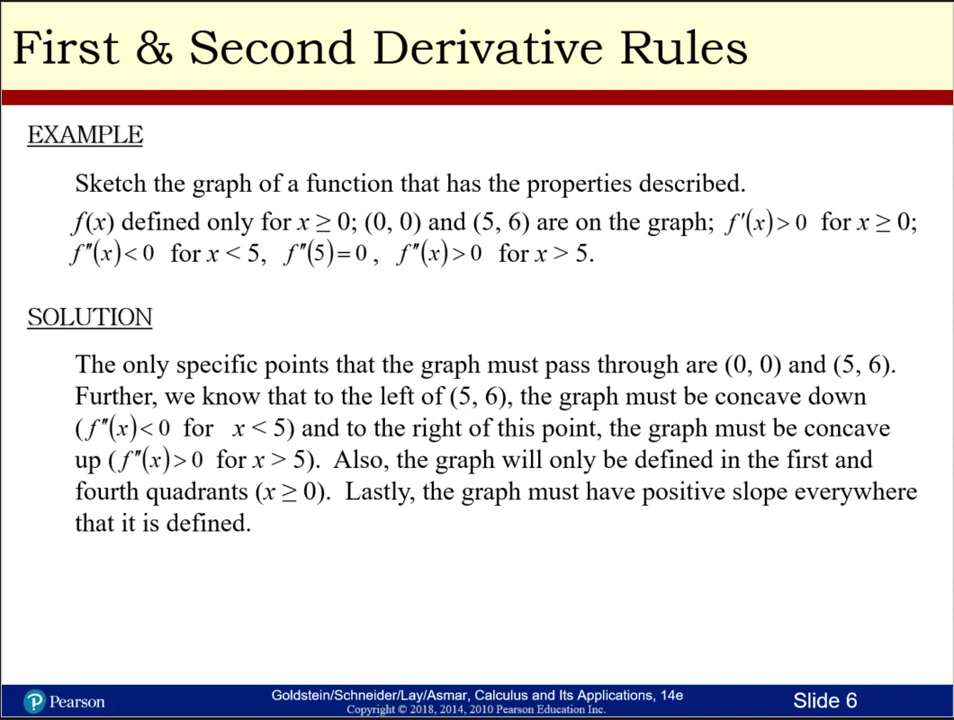 First & Second Derivative Rules
EXAMPLE
Sketch the graph of a function that has the properties described.
f(x) defined only for x ≥ 0; (0, 0) and (5, 6) are on the graph; f′(x) > 0 for x ≥ 0;
f″(x) < 0 for x < 5, f″(5) = 0, f″(x) > 0 for x > 5.
SOLUTION
The only specific points that the graph must pass through are (0, 0) and (5, 6).
Further, we know that to the left of (5, 6), the graph must be concave down
(f″(x) < 0 for x < 5) and to the right of this point, the graph must be concave
up (f″(x) > 0 for x > 5). Also, the graph will only be defined in the first and
fourth quadrants (x ≥ 0). Lastly, the graph must have positive slope everywhere
that it is defined.
P Pearson
Goldstein/Schneider/Lay/Asmar, Calculus and Its Applications, 14e
Copyright © 2018, 2014, 2010 Pearson Education Inc.
Slide 6